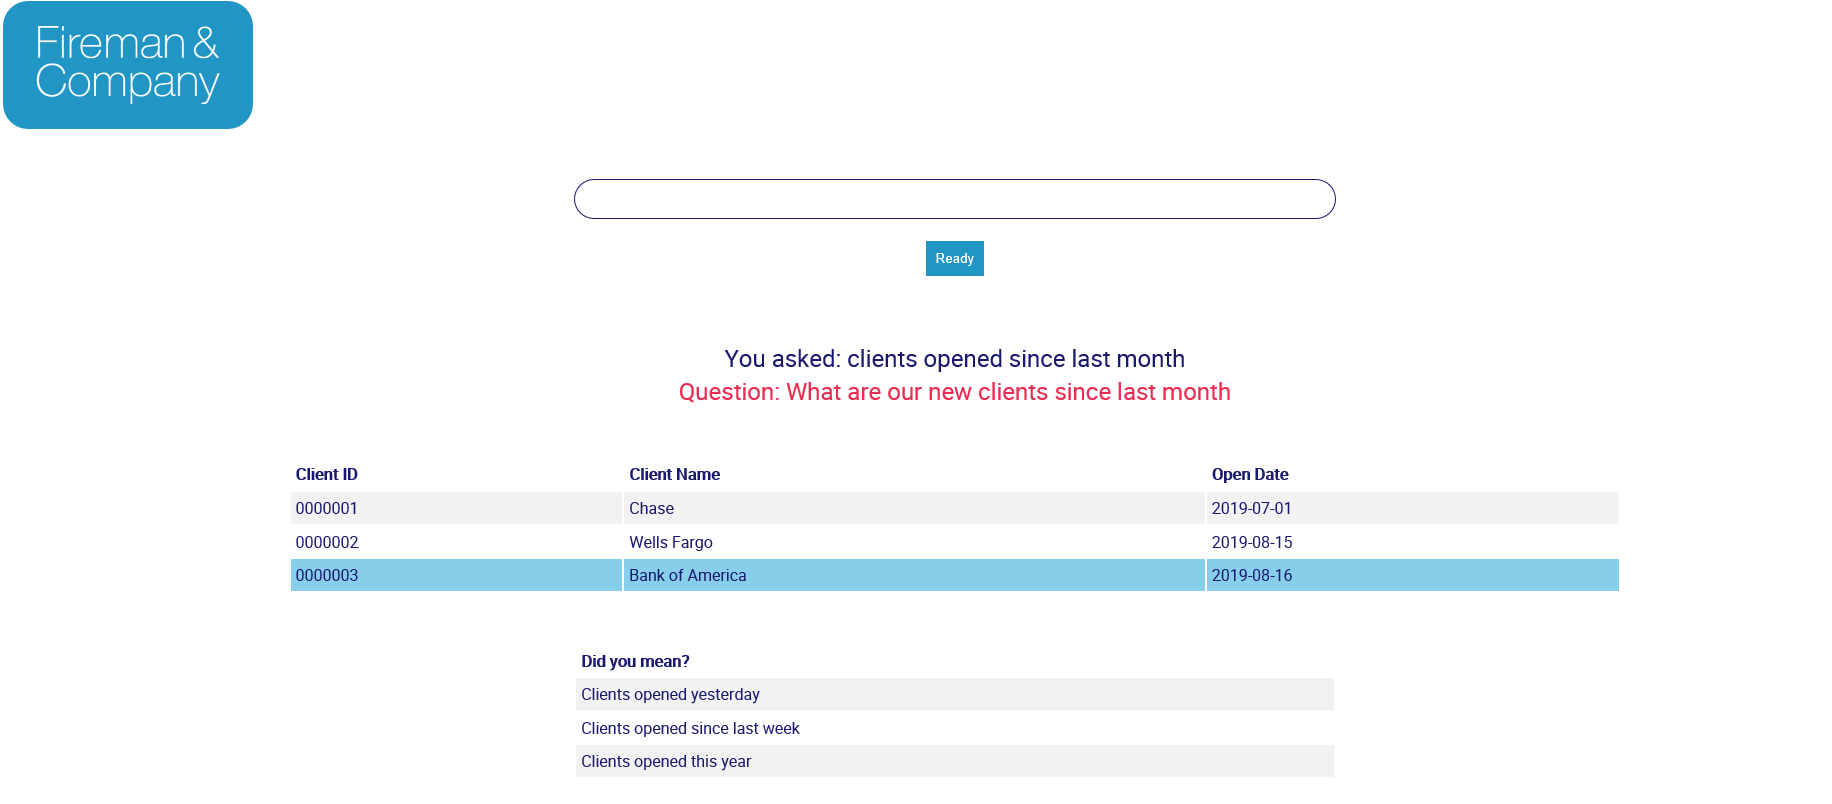 Fireman &
Company
Ready
You asked: clients opened since last month
Question: What are our new clients since last month
Client ID Client Name Open Date
0000001 Chase 2019-07-01
0000002 Wells Fargo 2019-08-15
0000003 Bank of America 2019-08-16
Did you mean?
Clients opened yesterday
Clients opened since last week
Clients opened this year